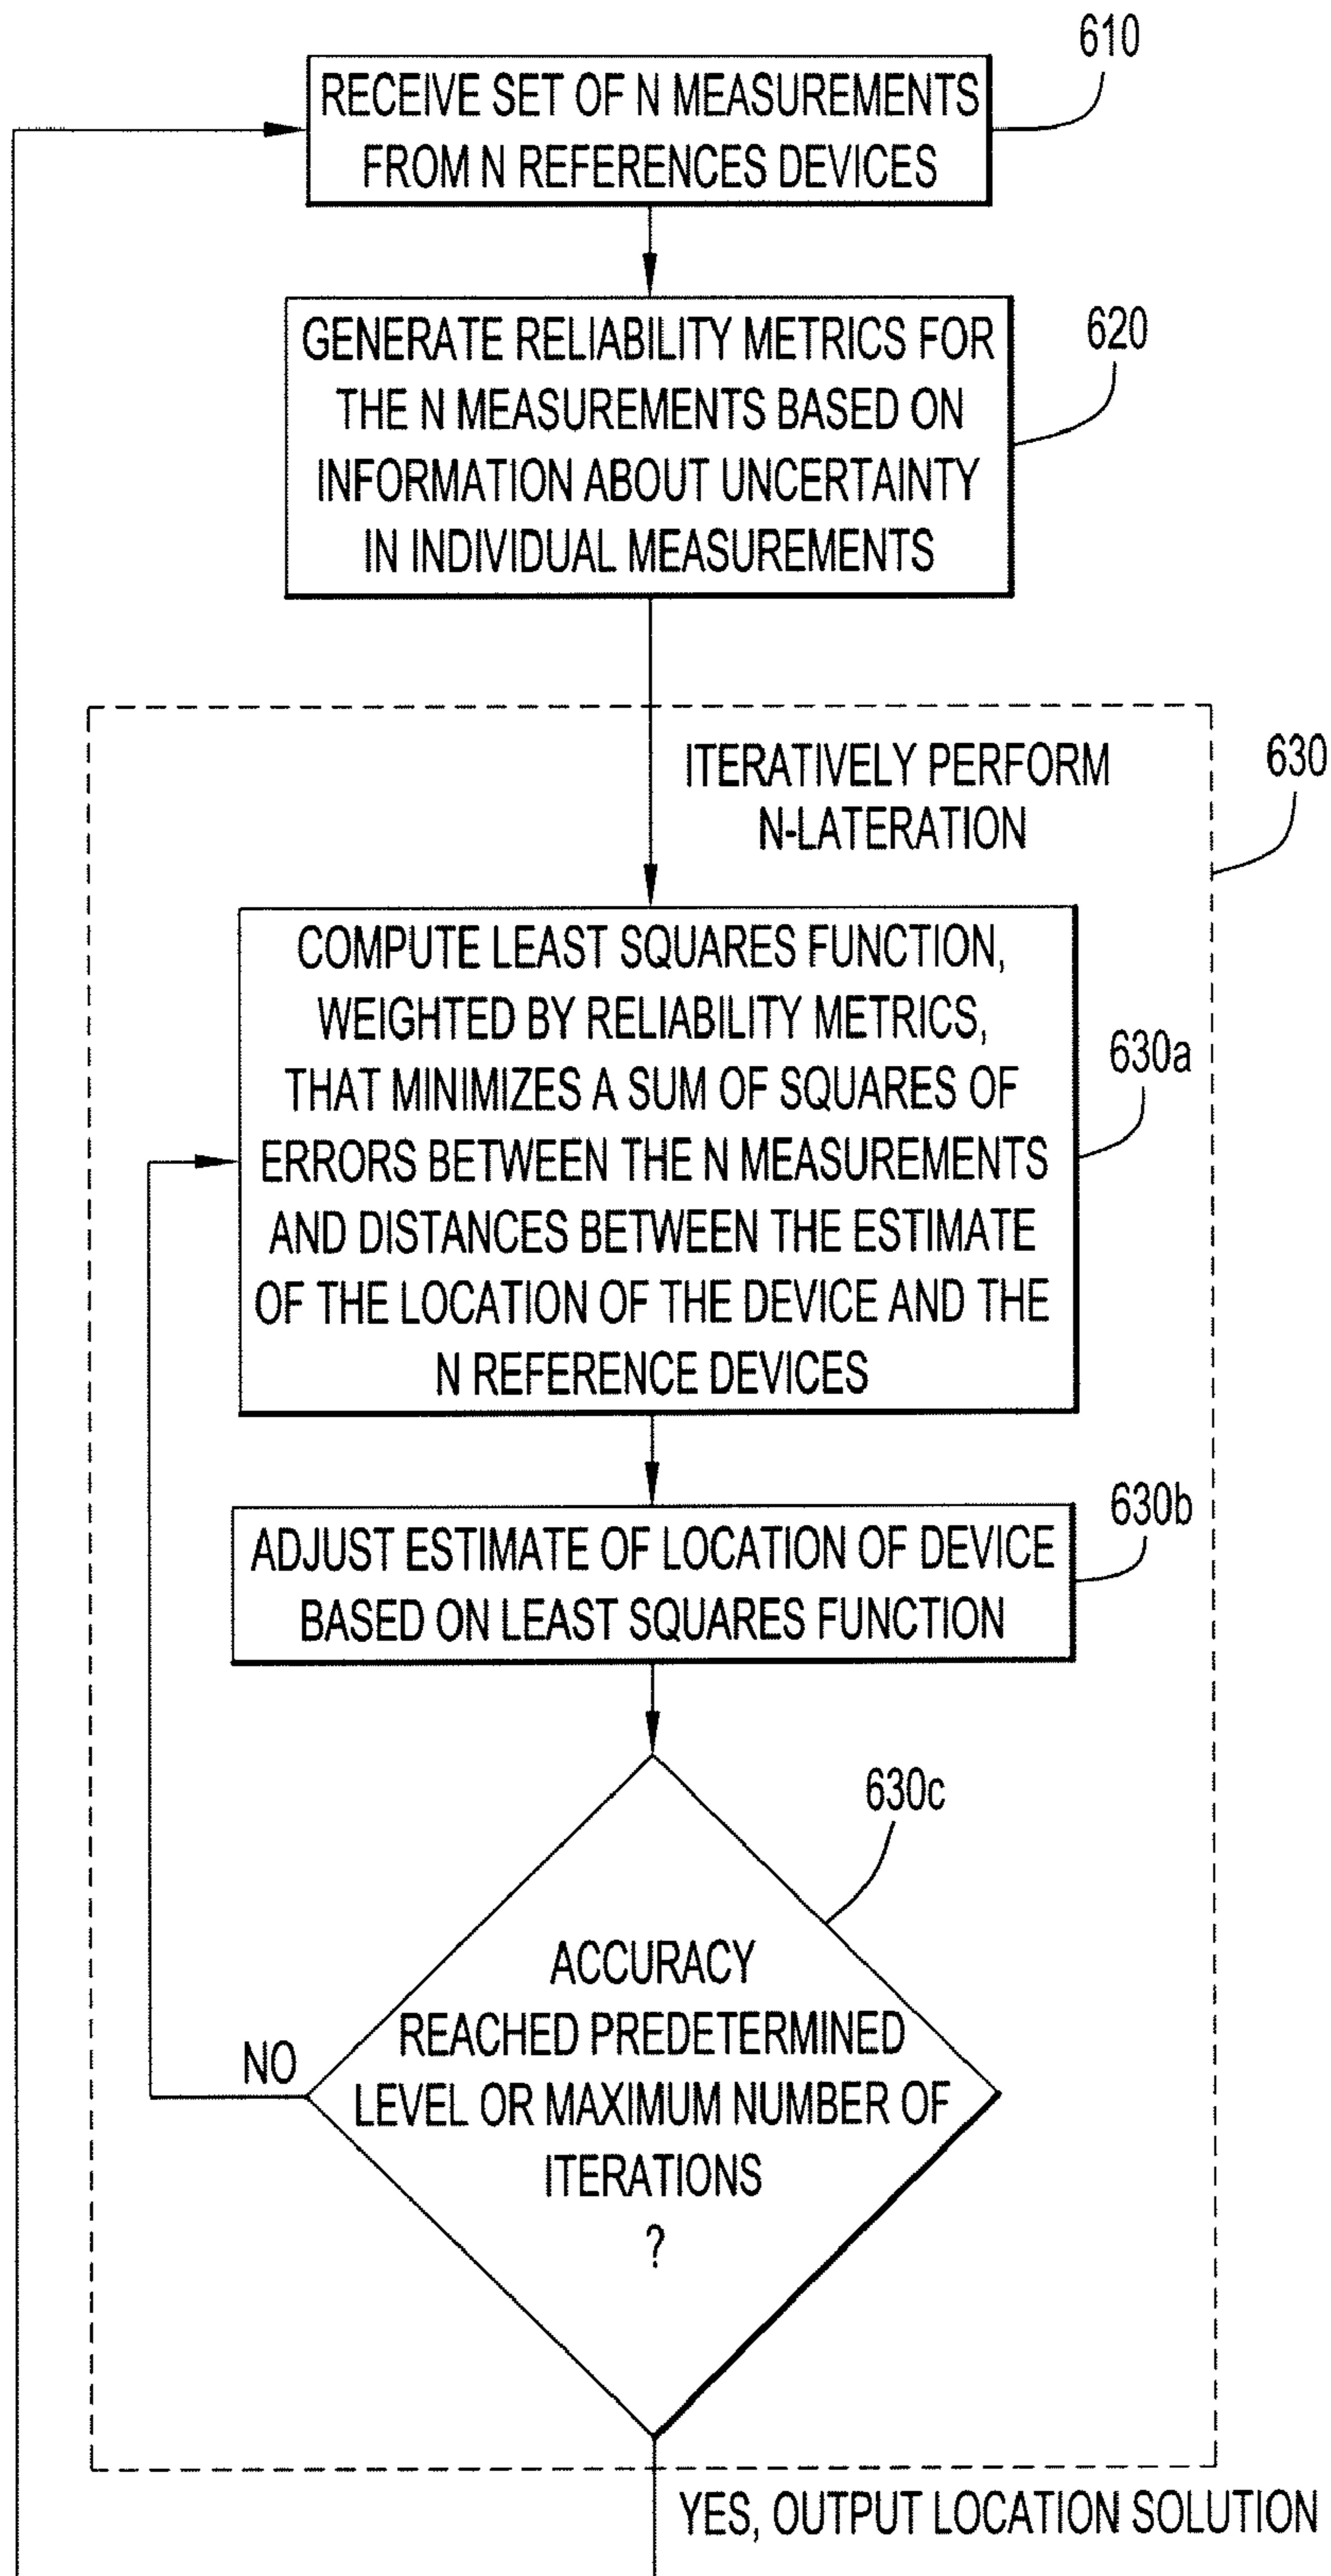 610
RECEIVE SET OF N MEASUREMENTS
FROM N REFERENCES DEVICES
620
GENERATE RELIABILITY METRICS FOR
THE N MEASUREMENTS BASED ON
INFORMATION ABOUT UNCERTAINTY
IN INDIVIDUAL MEASUREMENTS
630
ITERATIVELY PERFORM
N-LATERATION
630a
COMPUTE LEAST SQUARES FUNCTION,
WEIGHTED BY RELIABILITY METRICS,
THAT MINIMIZES A SUM OF SQUARES OF
ERRORS BETWEEN THE N MEASUREMENTS
AND DISTANCES BETWEEN THE ESTIMATE
OF THE LOCATION OF THE DEVICE AND THE
N REFERENCE DEVICES
630b
ADJUST ESTIMATE OF LOCATION OF DEVICE
BASED ON LEAST SQUARES FUNCTION
630c
ACCURACY
REACHED PREDETERMINED
LEVEL OR MAXIMUM NUMBER OF
ITERATIONS
?
NO
YES, OUTPUT LOCATION SOLUTION